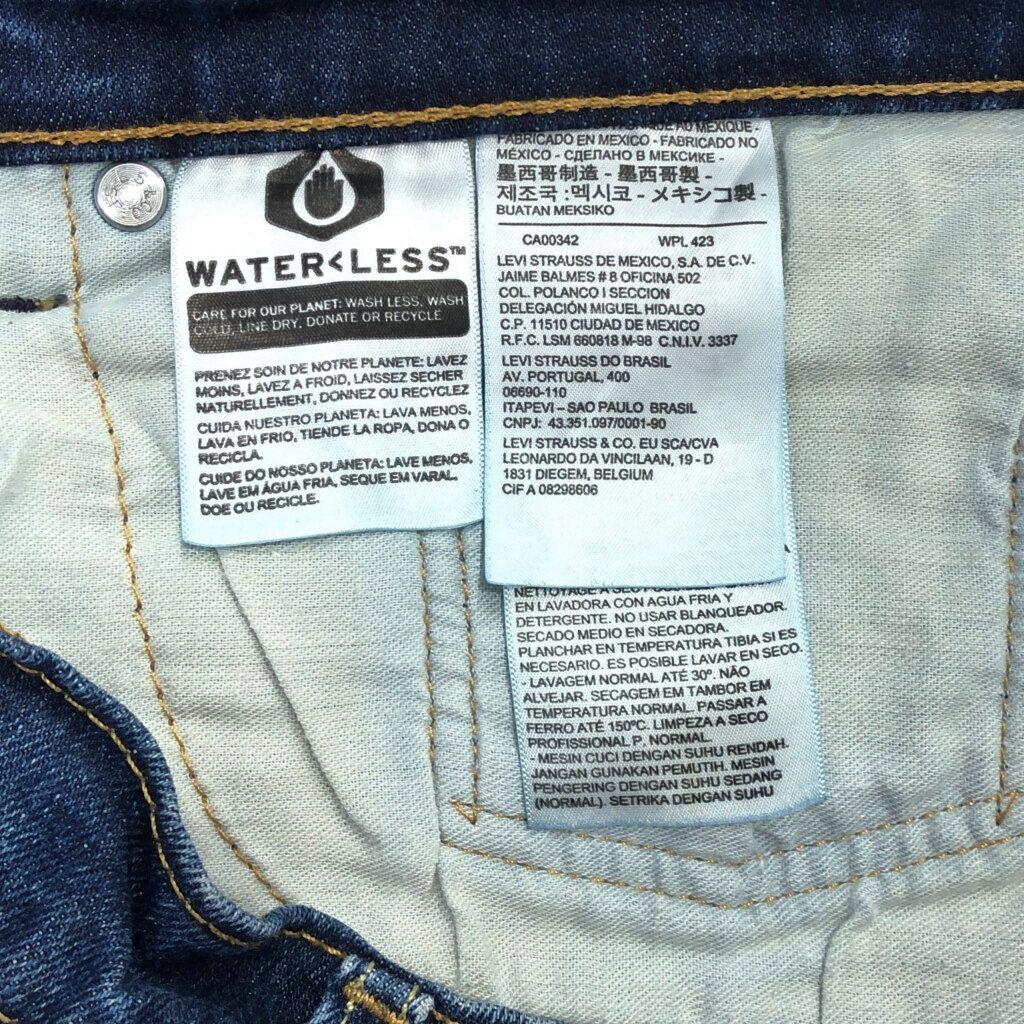 WATER<LESS™
CARE FOR OUR PLANET: WASH LESS, WASH
COLD, LINE DRY, DONATE OR RECYCLE
PRENEZ SOIN DE NOTRE PLANETE: LAVEZ
MOINS, LAVEZ A FROID, LAISSEZ SECHER
NATURELLEMENT, DONNEZ OU RECYCLEZ
CUIDA NUESTRO PLANETA: LAVA MENOS,
LAVA EN FRIO, TIENDE LA ROPA, DONA O
RECICLA.
CUIDE DO NOSSO PLANETA: LAVE MENOS,
LAVE EM ÁGUA FRIA, SEQUE EM VARAL,
DOE OU RECICLE.
AU MEXIQUE -
FABRICADO EN MEXICO - FABRICADO NO
MÉXICO - СДЕЛАНО В МЕКСИКЕ -
墨西哥制造 - 墨西哥製 -
제조국 :멕시코 - メキシコ製 -
BUATAN MEKSIKO
CA00342 WPL 423
LEVI STRAUSS DE MEXICO, S.A. DE C.V.
JAIME BALMES # 8 OFICINA 502
COL. POLANCO I SECCION
DELEGACIÓN MIGUEL HIDALGO
C.P. 11510 CIUDAD DE MEXICO
R.F.C. LSM 660818 M-98 C.N.I.V. 3337
LEVI STRAUSS DO BRASIL
AV. PORTUGAL, 400
06690-110
ITAPEVI – SAO PAULO BRASIL
CNPJ: 43.351.097/0001-90
LEVI STRAUSS & CO. EU SCA/CVA
LEONARDO DA VINCILAAN, 19 - D
1831 DIEGEM, BELGIUM
CIF A 08298606
NETTOYAGE A SEC
EN LAVADORA CON AGUA FRIA Y
DETERGENTE. NO USAR BLANQUEADOR.
SECADO MEDIO EN SECADORA.
PLANCHAR EN TEMPERATURA TIBIA SI ES
NECESARIO. ES POSIBLE LAVAR EN SECO.
- LAVAGEM NORMAL ATÉ 30°. NÃO
ALVEJAR. SECAGEM EM TAMBOR EM
TEMPERATURA NORMAL. PASSAR A
FERRO ATÉ 150°C. LIMPEZA A SECO
PROFISSIONAL P, NORMAL.
- MESIN CUCI DENGAN SUHU RENDAH.
JANGAN GUNAKAN PEMUTIH. MESIN
PENGERING DENGAN SUHU SEDANG
(NORMAL). SETRIKA DENGAN SUHU